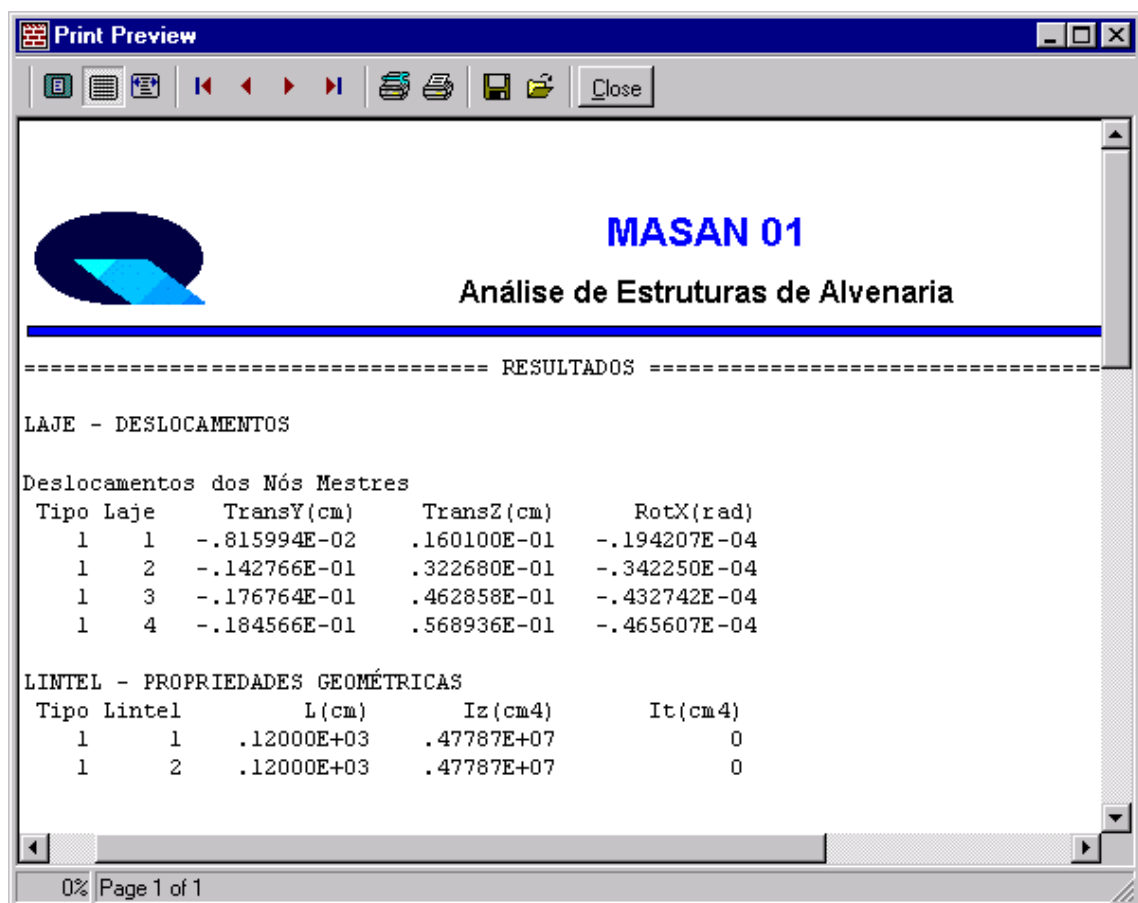 Print Preview
Close
MASAN 01
Análise de Estruturas de Alvenaria
=================================== RESULTADOS ==================================
LAJE - DESLOCAMENTOS
Deslocamentos dos Nós Mestres
Tipo Laje TransY(cm) TransZ(cm) RotX(rad)
1 1 -.815994E-02 .160100E-01 -.194207E-04
1 2 -.142766E-01 .322680E-01 -.342250E-04
1 3 -.176764E-01 .462858E-01 -.432742E-04
1 4 -.184566E-01 .568936E-01 -.465607E-04
LINTEL - PROPRIEDADES GEOMÉTRICAS
Tipo Lintel L(cm) Iz(cm4) It(cm4)
1 1 .12000E+03 .47787E+07 0
1 2 .12000E+03 .47787E+07 0
0% Page 1 of 1